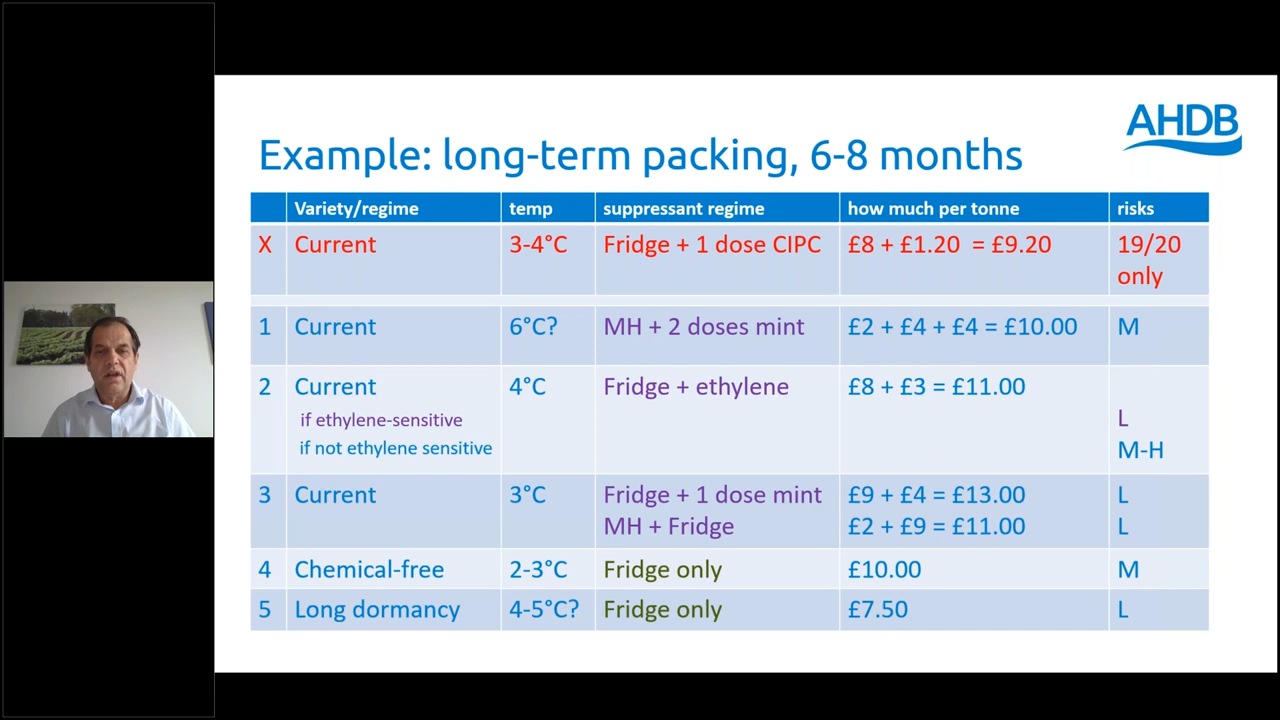 AHDB
Example: long-term packing, 6-8 months
Variety/regime temp suppressant regime how much per tonne risks
X Current 3-4°C Fridge + 1 dose CIPC £8 + £1.20 = £9.20 19/20
only
1 Current 6°C? MH + 2 doses mint £2 + £4 + £4 = £10.00 M
2 Current 4°C Fridge + ethylene £8 + £3 = £11.00
if ethylene-sensitive L
if not ethylene sensitive M-H
3 Current 3°C Fridge + 1 dose mint £9 + £4 = £13.00 L
MH + Fridge £2 + £9 = £11.00 L
4 Chemical-free 2-3°C Fridge only £10.00 M
5 Long dormancy 4-5°C? Fridge only £7.50 L